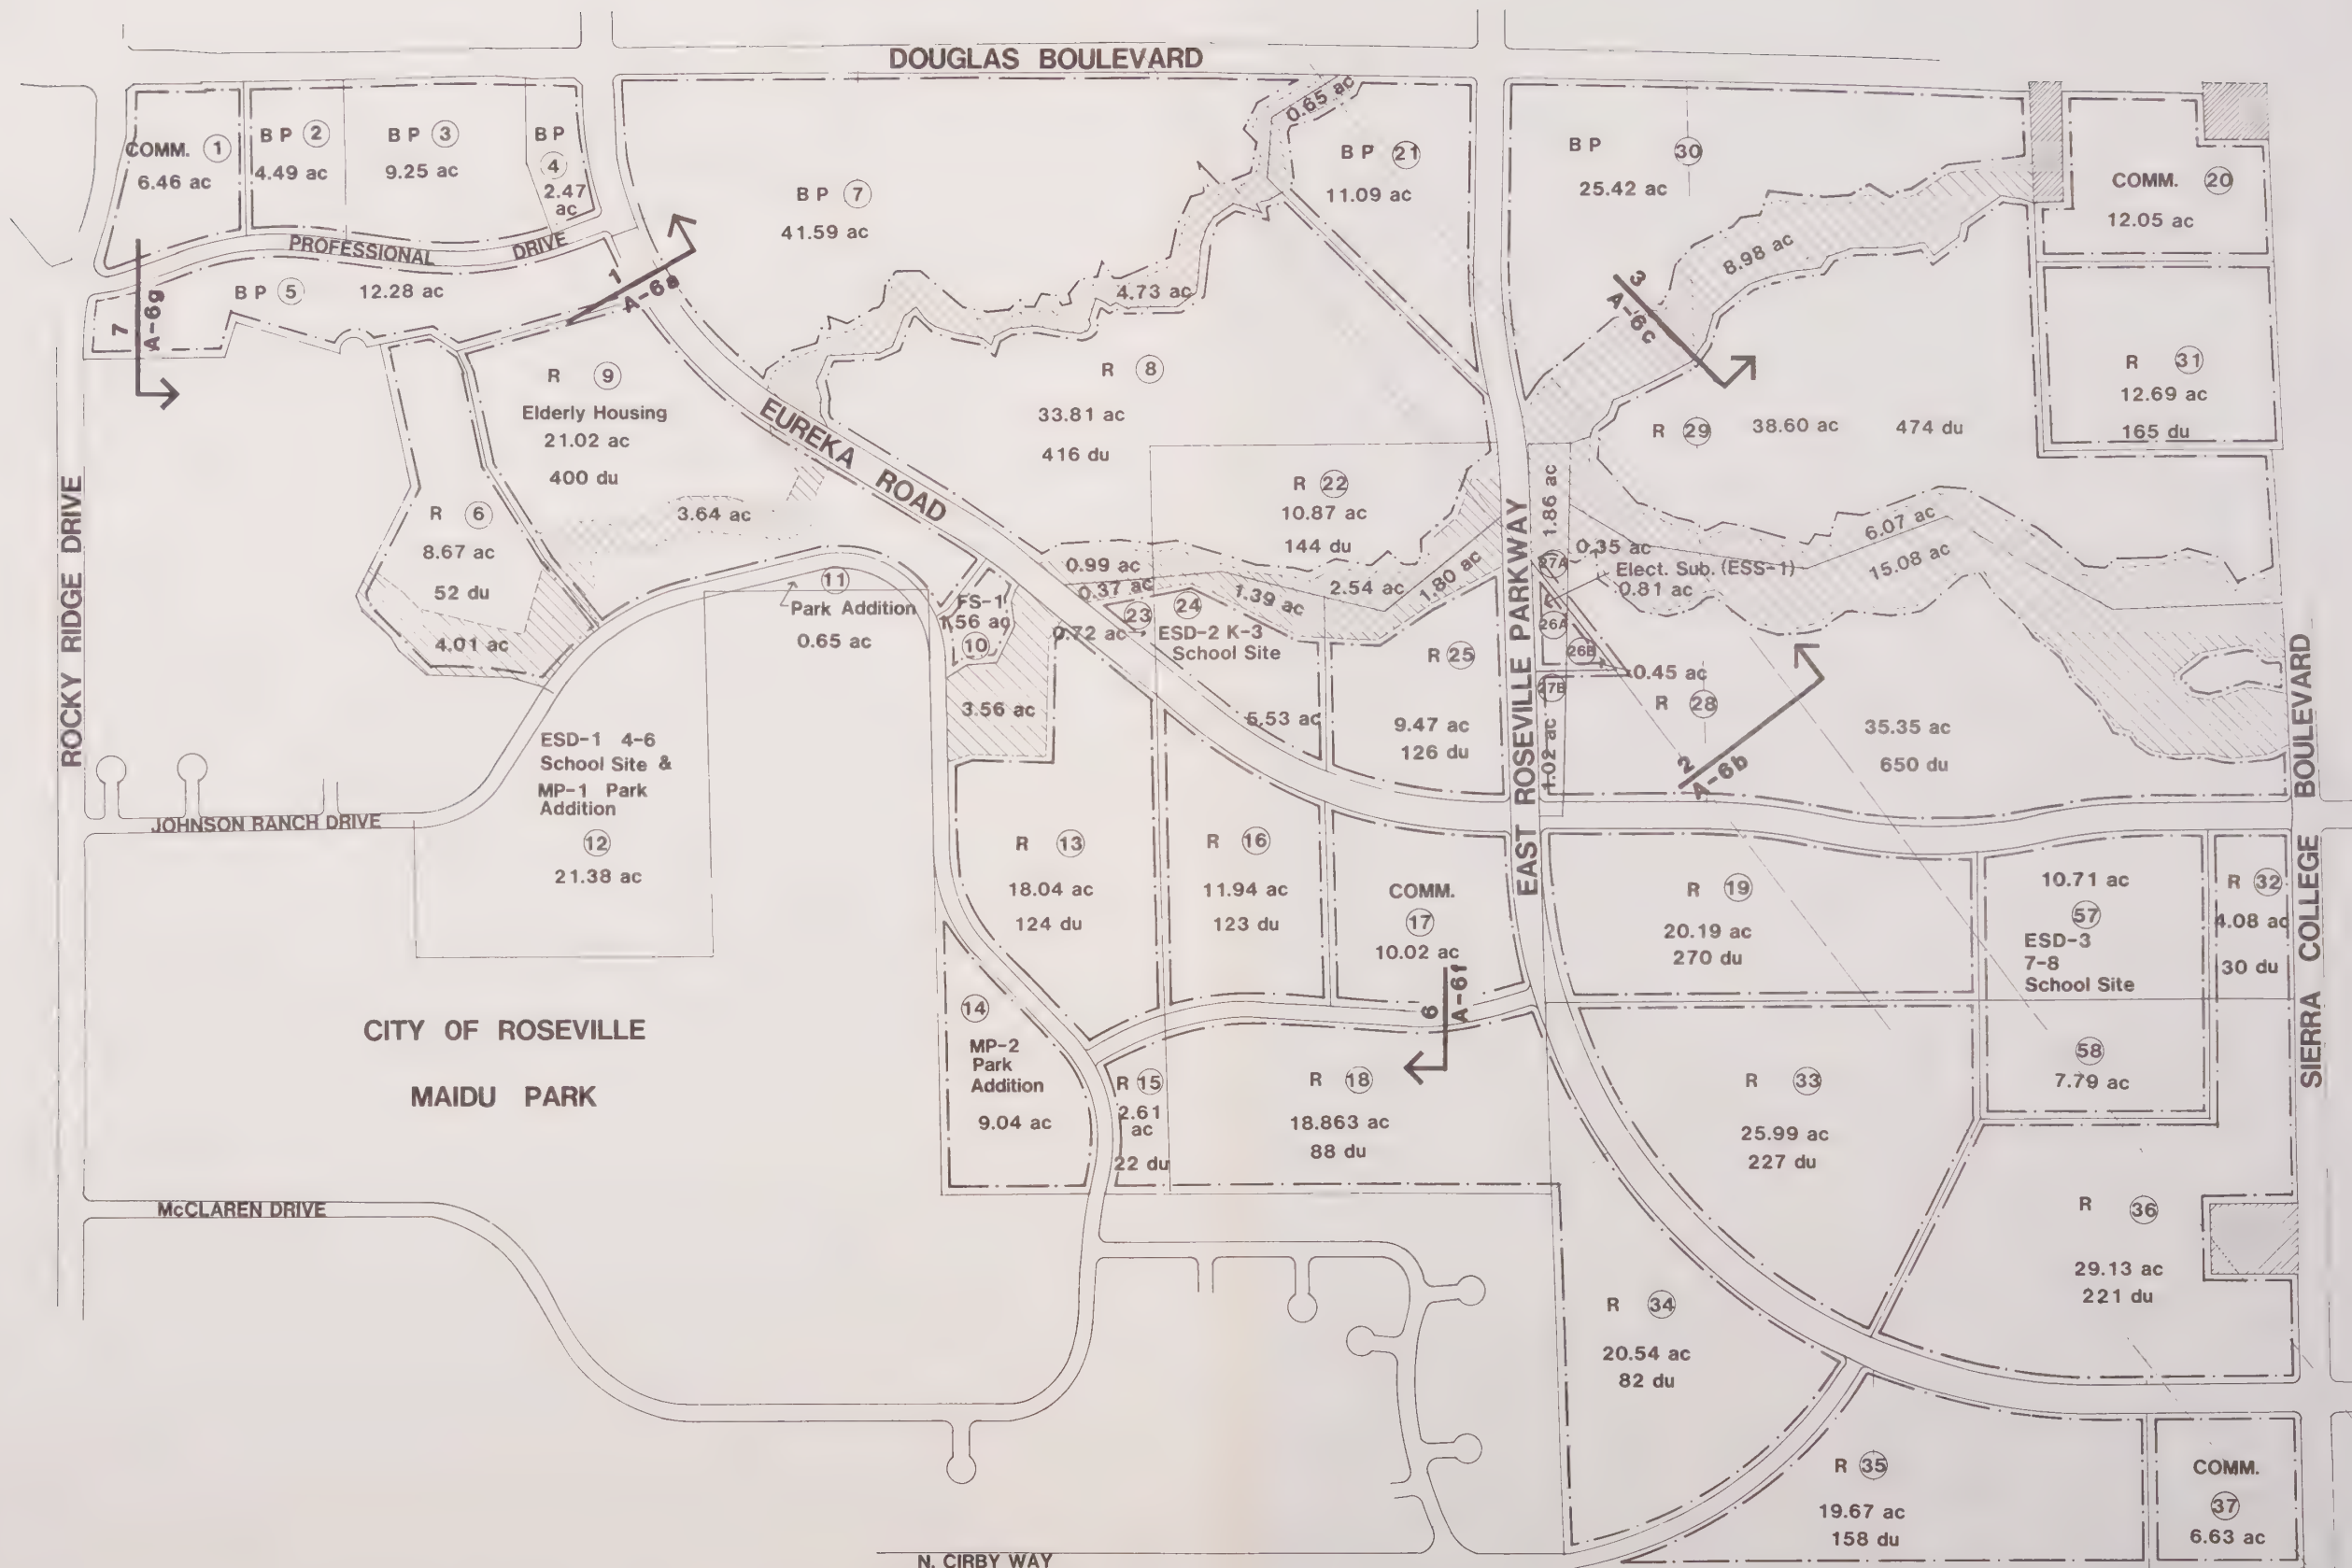 DOUGLAS BOULEVARD
COMM. 1
6.46 ac
B P 2
4.49 ac
B P 3
9.25 ac
B P
4
2.47
ac
PROFESSIONAL DRIVE
B P 5 12.28 ac
7
A-6g
1
A-6a
B P 7
41.59 ac
0.65 ac
4.73 ac
B P 21
11.09 ac
B P 30
25.42 ac
8.98 ac
3
A-6c
COMM. 20
12.05 ac
R 31
12.69 ac
165 du
R 9
Elderly Housing
21.02 ac
400 du
3.64 ac
EUREKA ROAD
R 8
33.81 ac
416 du
R 22
10.87 ac
144 du
R 29 38.60 ac 474 du
ROCKY RIDGE DRIVE
R 6
8.67 ac
52 du
4.01 ac
11
Park Addition
0.65 ac
FS-1
1.56 ac
10
3.56 ac
0.99 ac
0.37 ac
23
0.72 ac
24
ESD-2 K-3
School Site
5.53 ac
1.39 ac
2.54 ac
1.80 ac
R 25
9.47 ac
126 du
EAST ROSEVILLE PARKWAY
1.86 ac
27A
0.35 ac
Elect. Sub. (ESS-1)
0.81 ac
26A
26B
0.45 ac
27B
1.02 ac
6.07 ac
15.08 ac
R 28
35.35 ac
650 du
2
A-6b
SIERRA COLLEGE BOULEVARD
ESD-1 4-6
School Site &
MP-1 Park
Addition
12
21.38 ac
JOHNSON RANCH DRIVE
R 13
18.04 ac
124 du
R 16
11.94 ac
123 du
COMM.
17
10.02 ac
6
A-6f
R 19
20.19 ac
270 du
10.71 ac
57
ESD-3
7-8
School Site
R 32
4.08 ac
30 du
58
7.79 ac
CITY OF ROSEVILLE
MAIDU PARK
14
MP-2
Park
Addition
9.04 ac
R 15
2.61
ac
22 du
R 18
18.863 ac
88 du
R 33
25.99 ac
227 du
R 36
29.13 ac
221 du
McCLAREN DRIVE
R 34
20.54 ac
82 du
R 35
19.67 ac
158 du
COMM.
37
6.63 ac
N. CIRBY WAY